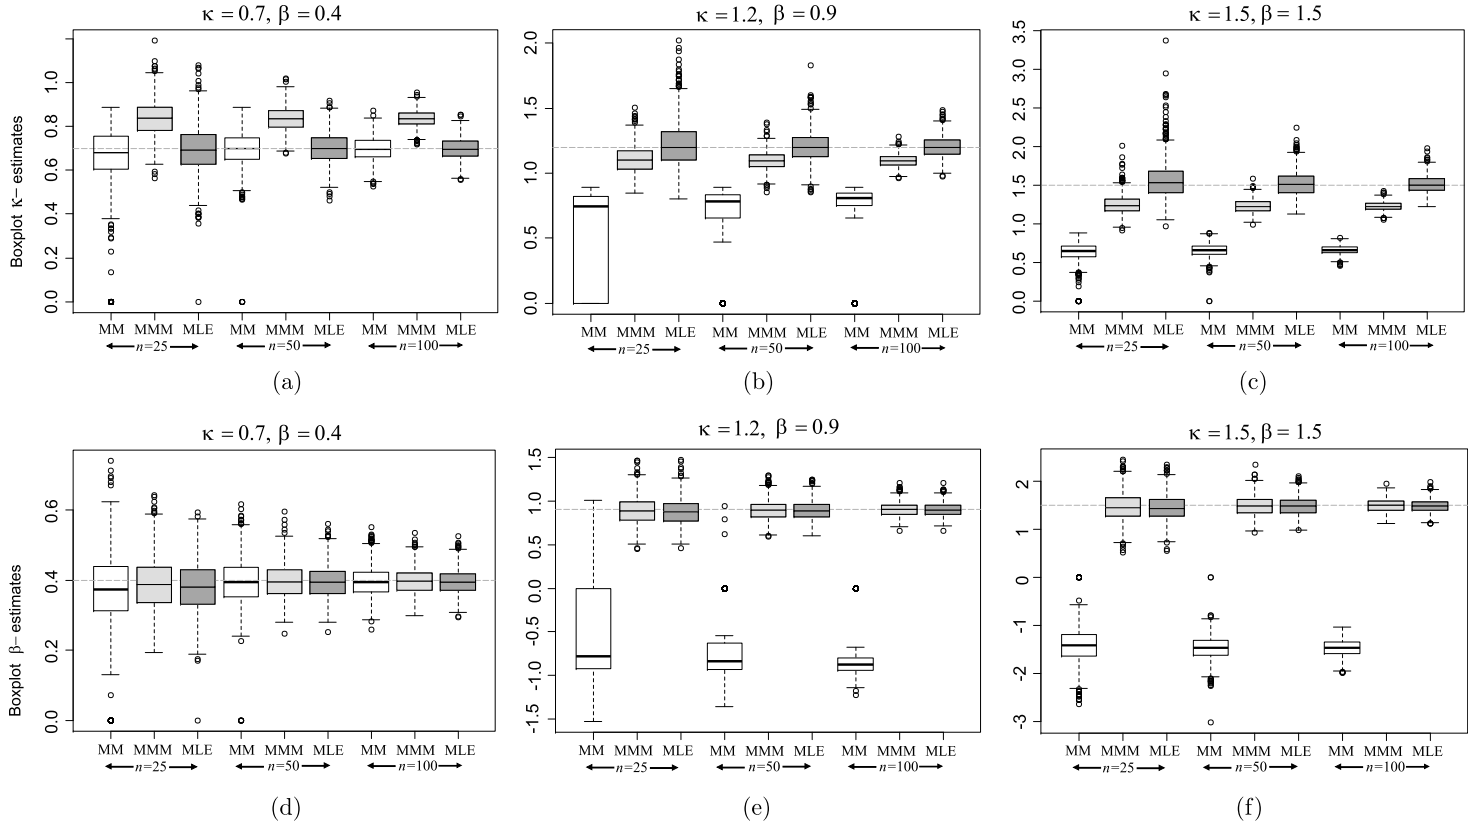 κ = 0.7, β = 0.4
κ = 1.2, β = 0.9
κ = 1.5, β = 1.5
Boxplot κ− estimates
0.0 0.2 0.4 0.6 0.8 1.0
MM MMM MLE MM MMM MLE MM MMM MLE
n=25 n=50 n=100
(a)
0.0 0.5 1.0 1.5 2.0
MM MMM MLE MM MMM MLE MM MMM MLE
n=25 n=50 n=100
(b)
0.0 0.5 1.0 1.5 2.0 2.5 3.0 3.5
MM MMM MLE MM MMM MLE MM MMM MLE
n=25 n=50 n=100
(c)
κ = 0.7, β = 0.4
κ = 1.2, β = 0.9
κ = 1.5, β = 1.5
Boxplot β− estimates
0.0 0.2 0.4 0.6
MM MMM MLE MM MMM MLE MM MMM MLE
n=25 n=50 n=100
(d)
-1.5 -1.0 -0.5 0.0 0.5 1.0 1.5
MM MMM MLE MM MMM MLE MM MMM MLE
n=25 n=50 n=100
(e)
-3 -2 -1 0 1 2
MM MMM MLE MM MMM MLE MM MMM MLE
n=25 n=50 n=100
(f)